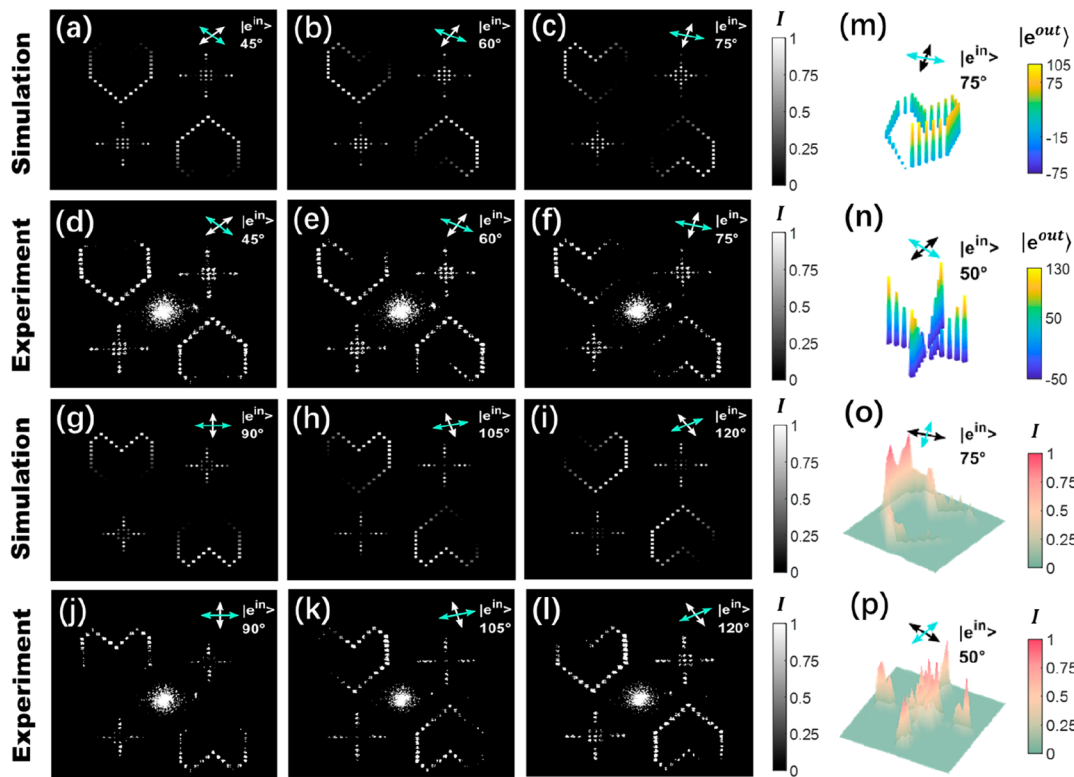 Simulation
(a)
|e^in>
45°
(b)
|e^in>
60°
(c)
|e^in>
75°
I
1
0.75
0.5
0.25
0
(m)
|e^in>
75°
|e^out⟩
105
75
-15
-75
Experiment
(d)
|e^in>
45°
(e)
|e^in>
60°
(f)
|e^in>
75°
I
1
0.75
0.5
0.25
0
(n)
|e^in>
50°
|e^out⟩
130
50
-50
Simulation
(g)
|e^in>
90°
(h)
|e^in>
105°
(i)
|e^in>
120°
1
0.75
0.5
0.25
0
(o)
|e^in>
75°
I
1
0.75
0.5
0.25
0
Experiment
(j)
|e^in>
90°
(k)
|e^in>
105°
(l)
|e^in>
120°
I
1
0.75
0.5
0.25
0
(p)
|e^in>
50°
I
1
0.75
0.5
0.25
0